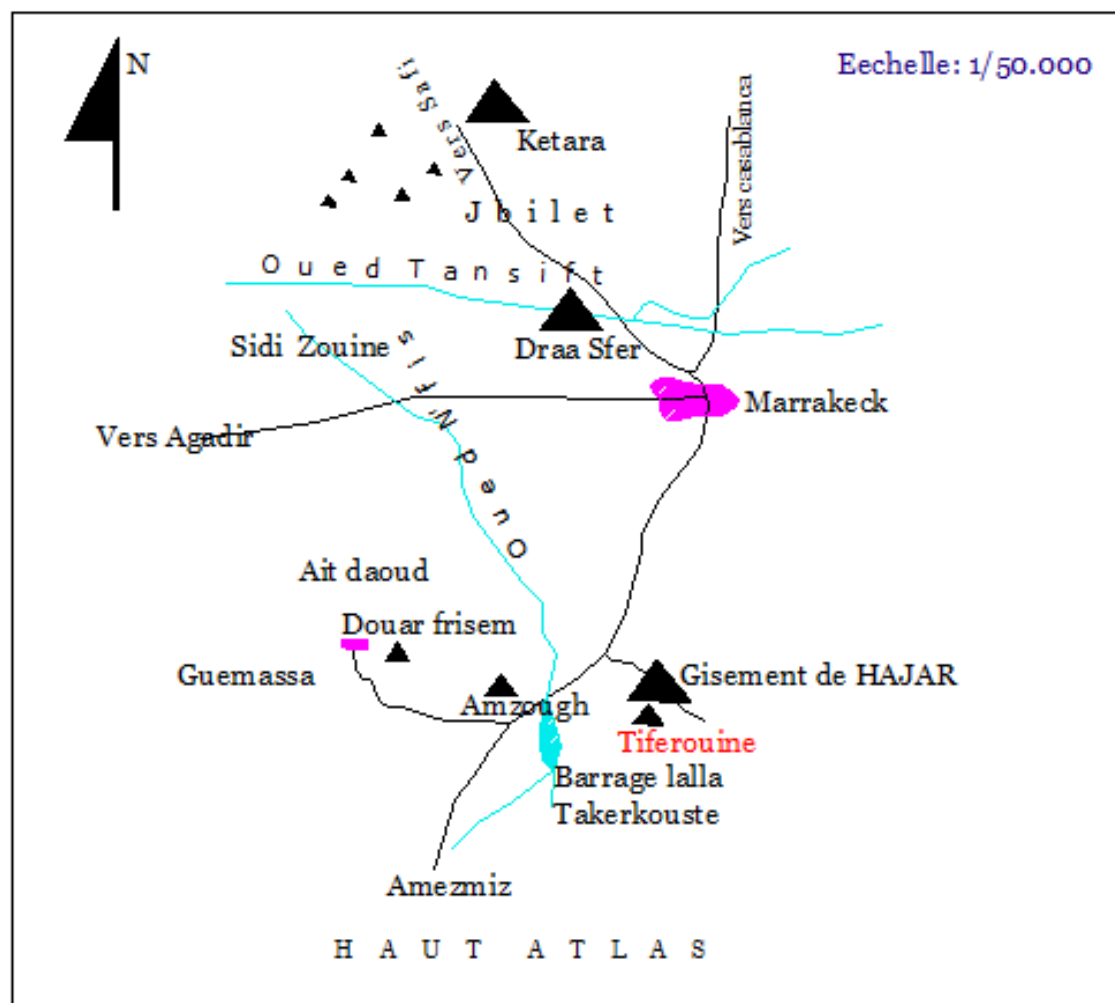 N
Eechelle: 1/50.000
Vers Safi
Ketara
Vers casablanca
Jbilet
Oued Tansift
Sidi Zouine
Draa Sfer
Marrakeck
Vers Agadir
Oued N'fis
Ait daoud
Douar frisem
Guemassa
Gisement de HAJAR
Amzough
Tiferouine
Barrage lalla
Takerkouste
Amezmiz
HAUT ATLAS